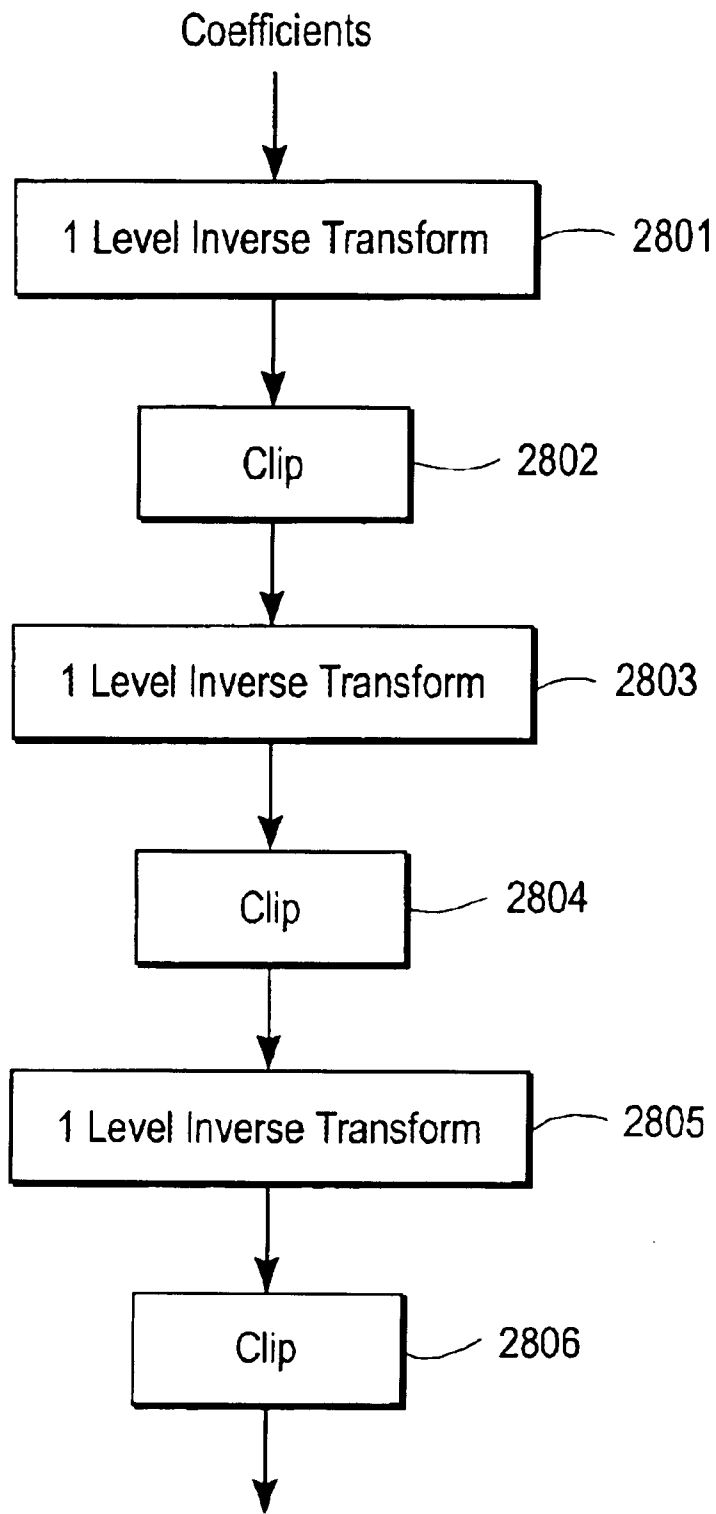 Coefficients
1 Level Inverse Transform
2801
Clip
2802
1 Level Inverse Transform
2803
Clip
2804
1 Level Inverse Transform
2805
Clip
2806